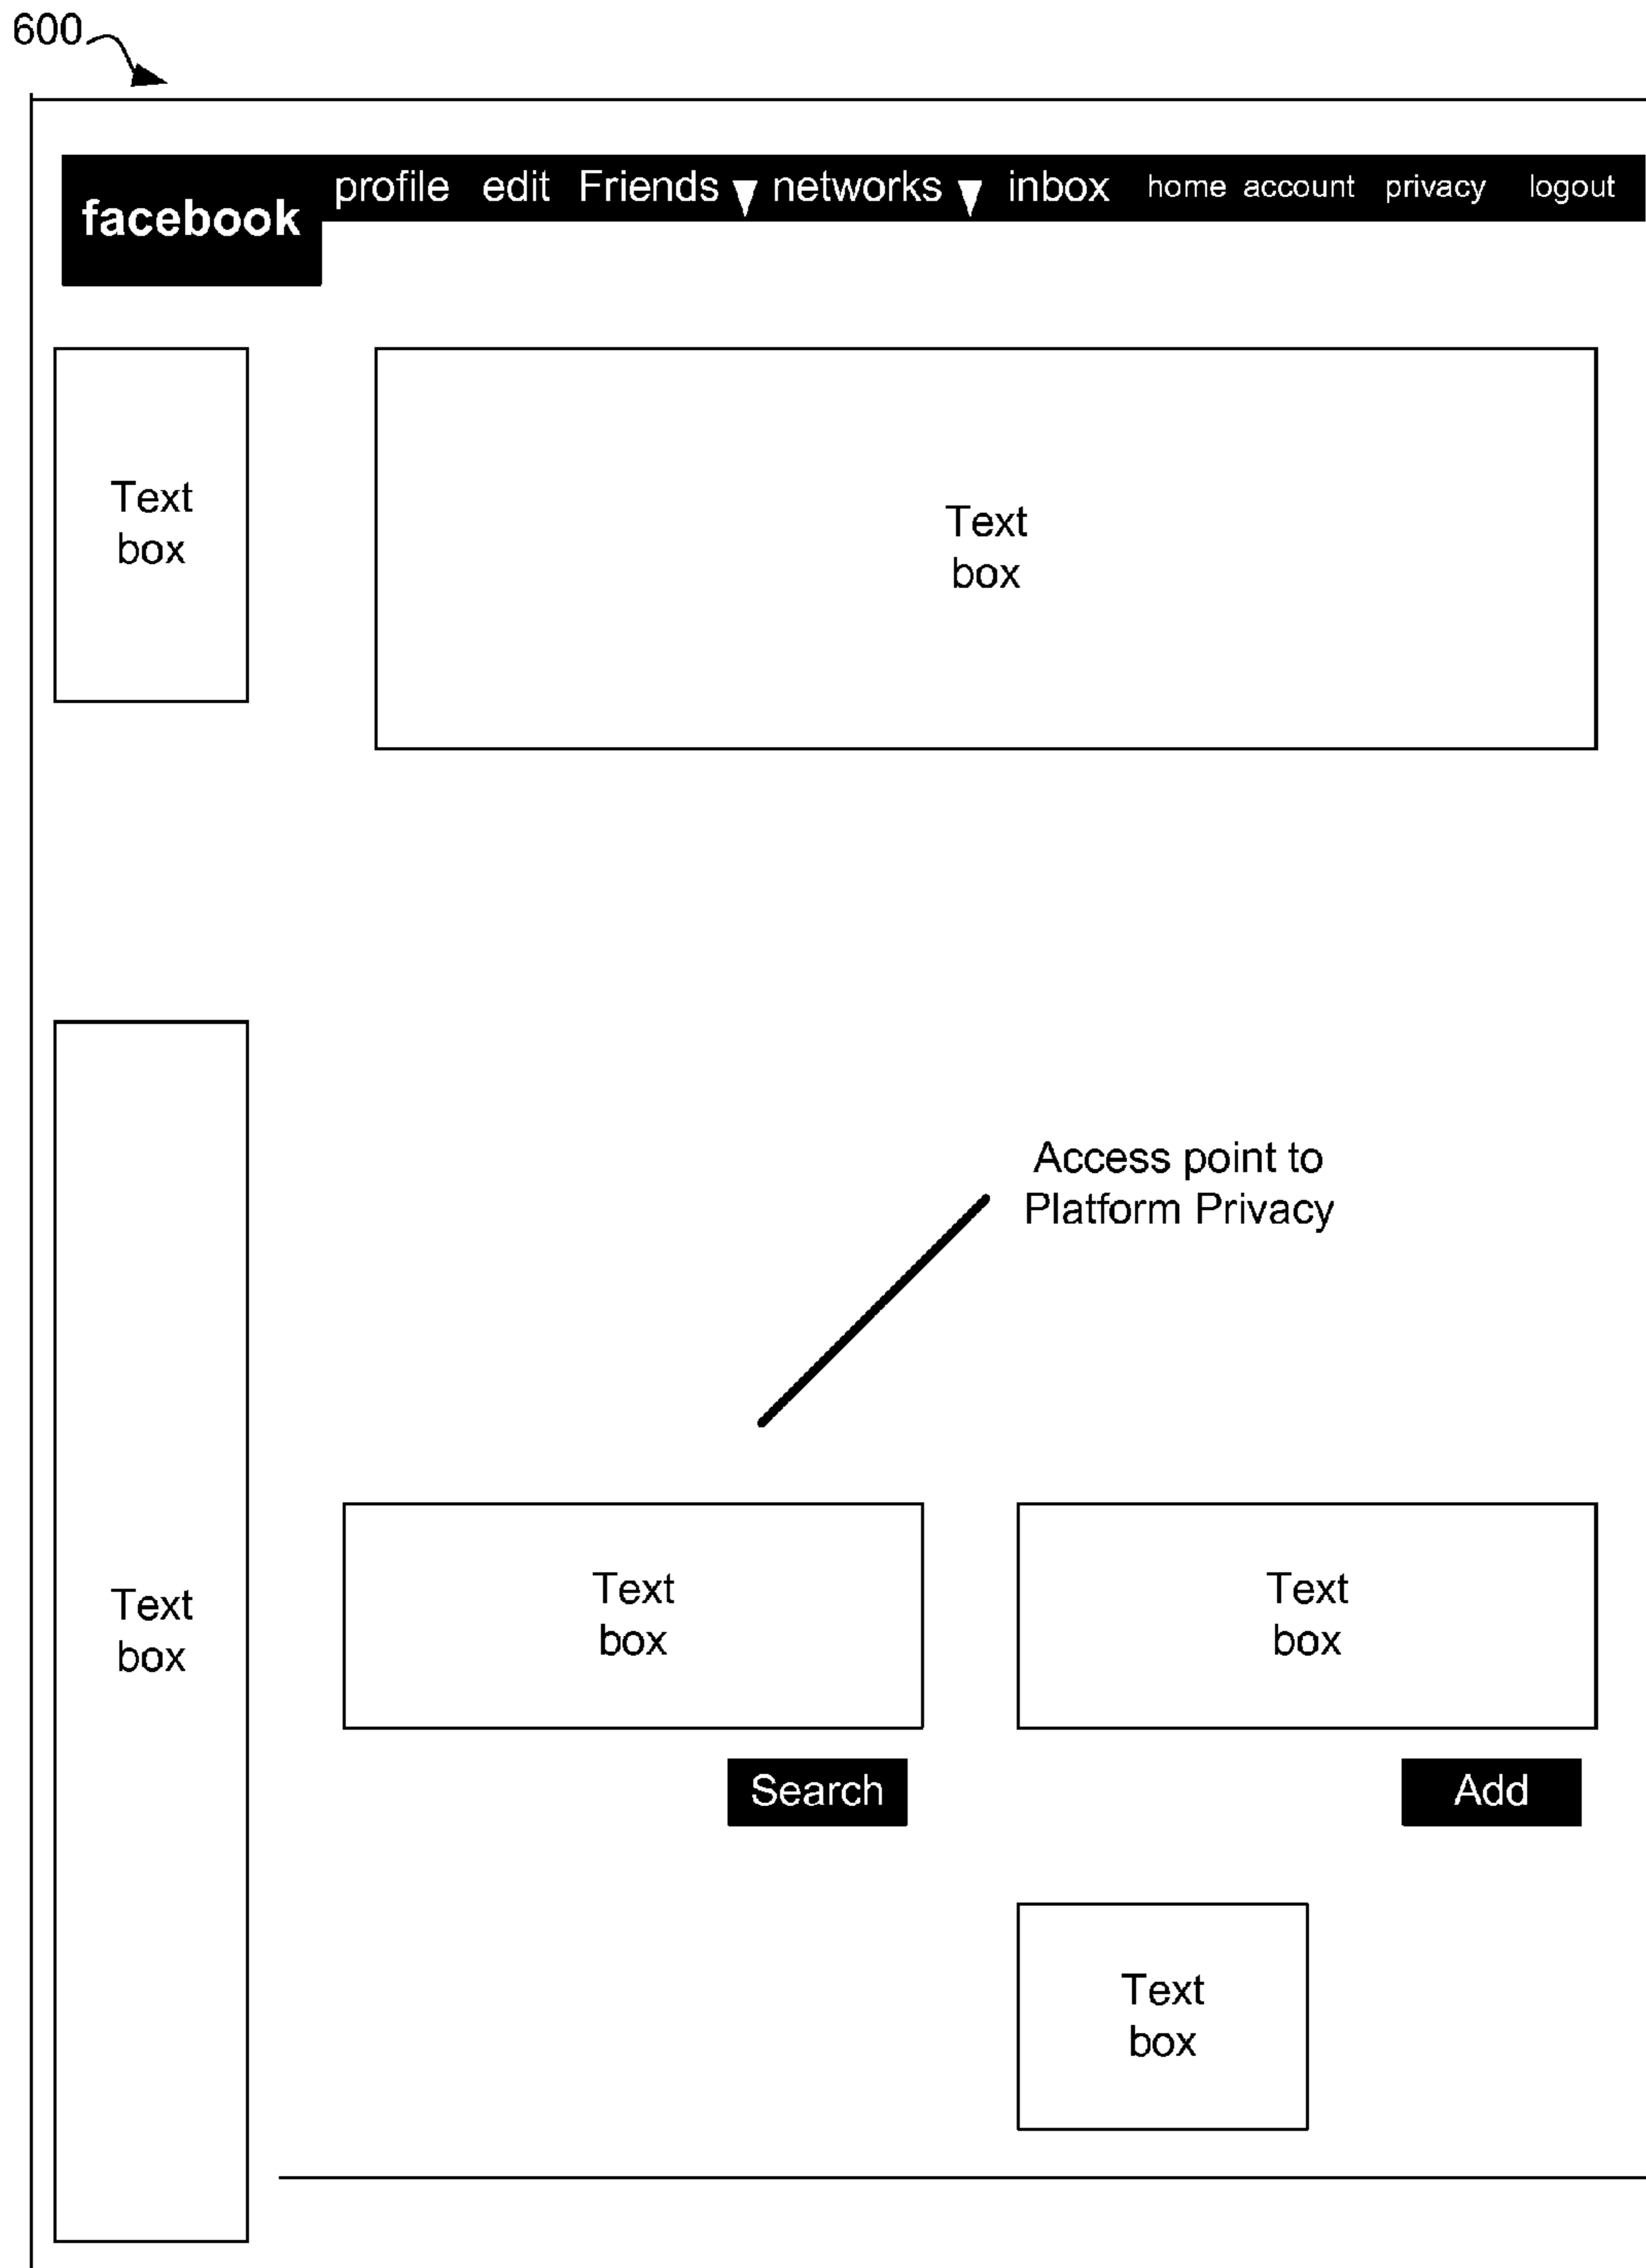 600
facebook profile edit Friends networks inbox home account privacy logout
Text
box
Text
box
Access point to
Platform Privacy
Text
box
Text
box
Text
box
Search
Add
Text
box